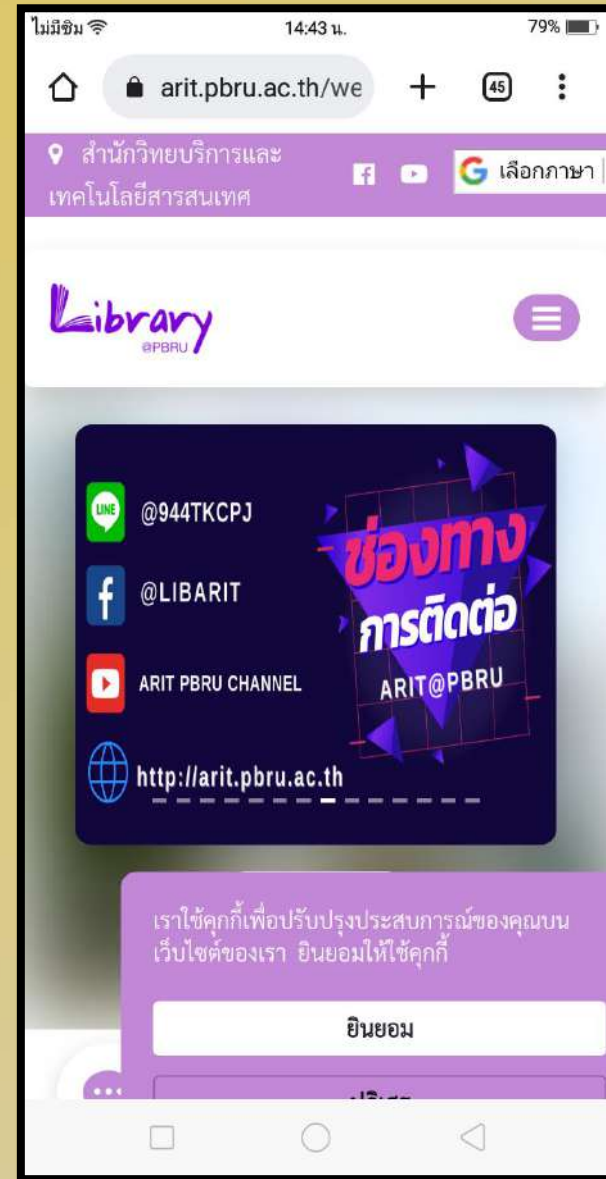 ไม่มีซิม
14:43 น.
79%
arit.pbru.ac.th/we
45
สำนักวิทยบริการและ
เทคโนโลยีสารสนเทศ
เลือกภาษา
Library
@PBRU
@944TKCPJ
@LIBARIT
ARIT PBRU CHANNEL
http://arit.pbru.ac.th
LINE
ช่องทาง
การติดต่อ
ARIT@PBRU
เราใช้คุกกี้เพื่อปรับปรุงประสบการณ์ของคุณบน
เว็บไซต์ของเรา ยินยอมให้ใช้คุกกี้
ยินยอม